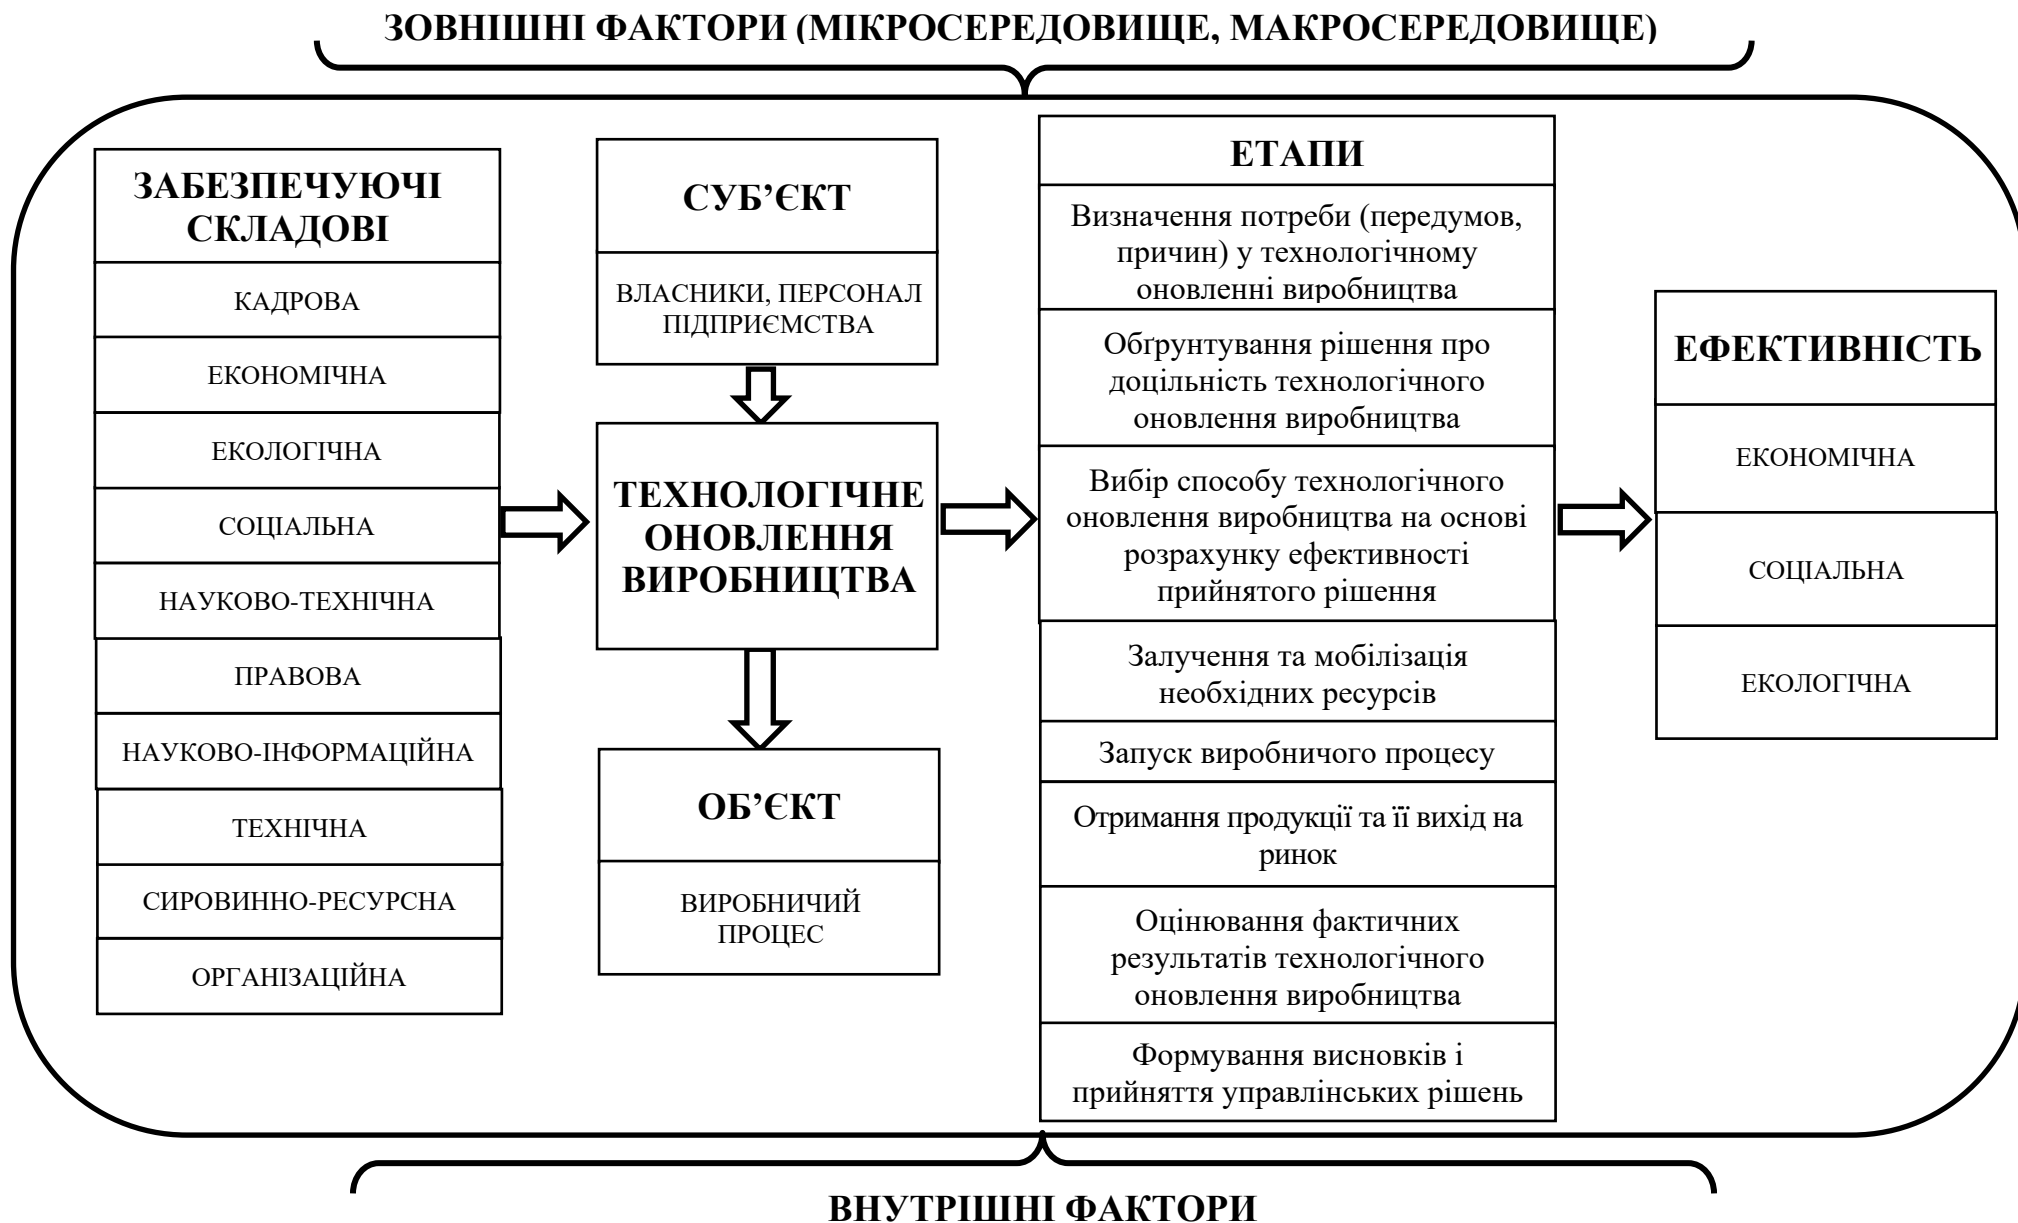 ЗОВНІШНІ ФАКТОРИ (МІКРОСЕРЕДОВИЩЕ, МАКРОСЕРЕДОВИЩЕ)
ЗАБЕЗПЕЧУЮЧІ
СКЛАДОВІ
КАДРОВА
ЕКОНОМІЧНА
ЕКОЛОГІЧНА
СОЦІАЛЬНА
НАУКОВО-ТЕХНІЧНА
ПРАВОВА
НАУКОВО-ІНФОРМАЦІЙНА
ТЕХНІЧНА
СИРОВИННО-РЕСУРСНА
ОРГАНІЗАЦІЙНА
СУБ’ЄКТ
ВЛАСНИКИ, ПЕРСОНАЛ
ПІДПРИЄМСТВА
ТЕХНОЛОГІЧНЕ
ОНОВЛЕННЯ
ВИРОБНИЦТВА
ОБ’ЄКТ
ВИРОБНИЧИЙ
ПРОЦЕС
ЕТАПИ
Визначення потреби (передумов,
причин) у технологічному
оновленні виробництва
Обґрунтування рішення про
доцільність технологічного
оновлення виробництва
Вибір способу технологічного
оновлення виробництва на основі
розрахунку ефективності
прийнятого рішення
Залучення та мобілізація
необхідних ресурсів
Запуск виробничого процесу
Отримання продукції та її вихід на
ринок
Оцінювання фактичних
результатів технологічного
оновлення виробництва
Формування висновків і
прийняття управлінських рішень
ЕФЕКТИВНІСТЬ
ЕКОНОМІЧНА
СОЦІАЛЬНА
ЕКОЛОГІЧНА
ВНУТРІШНІ ФАКТОРИ